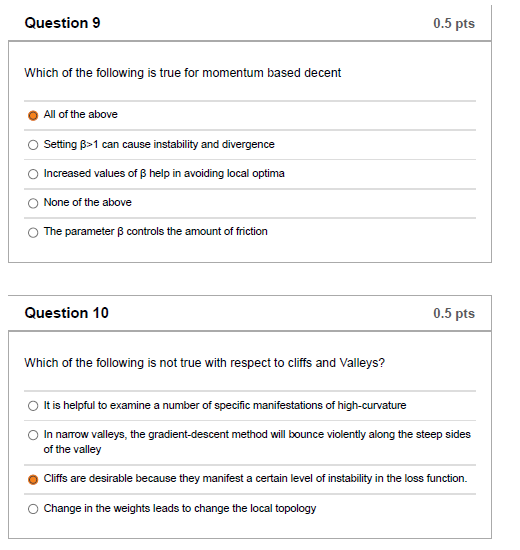 Question 9
0.5 pts
Which of the following is true for momentum based decent
All of the above
Setting β>1 can cause instability and divergence
Increased values of β help in avoiding local optima
None of the above
The parameter β controls the amount of friction
Question 10
0.5 pts
Which of the following is not true with respect to cliffs and Valleys?
It is helpful to examine a number of specific manifestations of high-curvature
In narrow valleys, the gradient-descent method will bounce violently along the steep sides
of the valley
Cliffs are desirable because they manifest a certain level of instability in the loss function.
Change in the weights leads to change the local topology